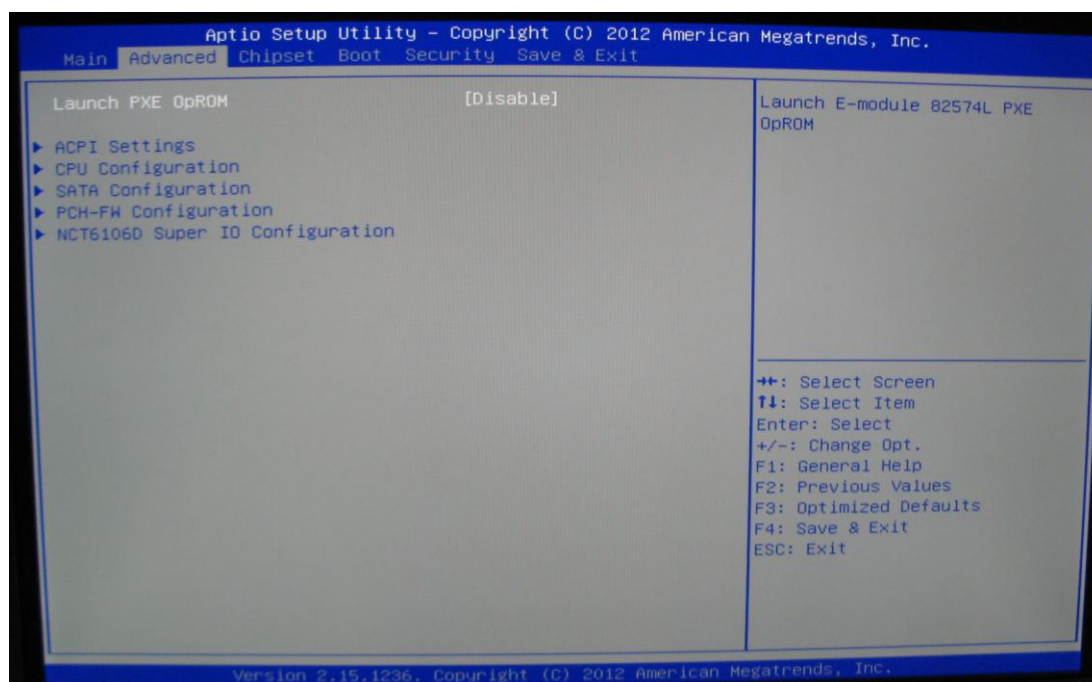 Aptio Setup Utility – Copyright (C) 2012 American Megatrends, Inc.
Main Advanced Chipset Boot Security Save & Exit
Launch PXE OpROM [Disable]
► ACPI Settings
► CPU Configuration
► SATA Configuration
► PCH-FW Configuration
► NCT6106D Super IO Configuration
Launch E-module 82574L PXE
OpROM
→←: Select Screen
↑↓: Select Item
Enter: Select
+/-: Change Opt.
F1: General Help
F2: Previous Values
F3: Optimized Defaults
F4: Save & Exit
ESC: Exit
Version 2.15.1236. Copyright (C) 2012 American Megatrends, Inc.